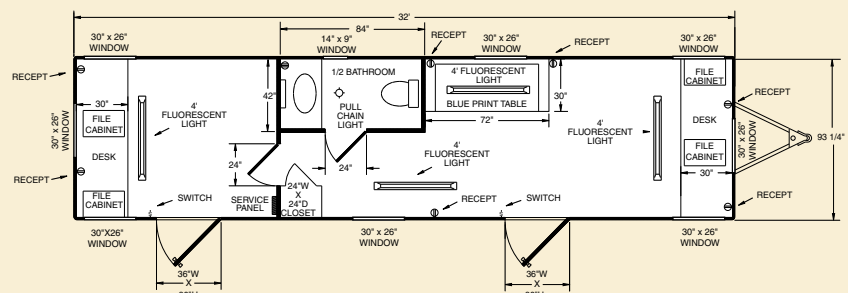 32'
84"
30" x 26"
WINDOW
14" x 9"
WINDOW
RECEPT
30" x 26"
WINDOW
RECEPT
30" x 26"
WINDOW
RECEPT
30"
4'
FLUORESCENT
LIGHT
FILE
CABINET
DESK
FILE
CABINET
30" x 26"
WINDOW
RECEPT
42"
1/2 BATHROOM
PULL
CHAIN
LIGHT
4' FLUORESCENT
LIGHT
BLUE PRINT TABLE
30"
72"
4'
FLUORESCENT
LIGHT
FILE
CABINET
DESK
FILE
CABINET
30"
RECEPT
30" x 26"
WINDOW
93 1/4"
RECEPT
24"
24"
4'
FLUORESCENT
LIGHT
SWITCH
SERVICE
PANEL
24"W
X
24"D
CLOSET
RECEPT
SWITCH
30"X26"
WINDOW
30" x 26"
WINDOW
30" x 26"
WINDOW
36"W
X
36"W
X